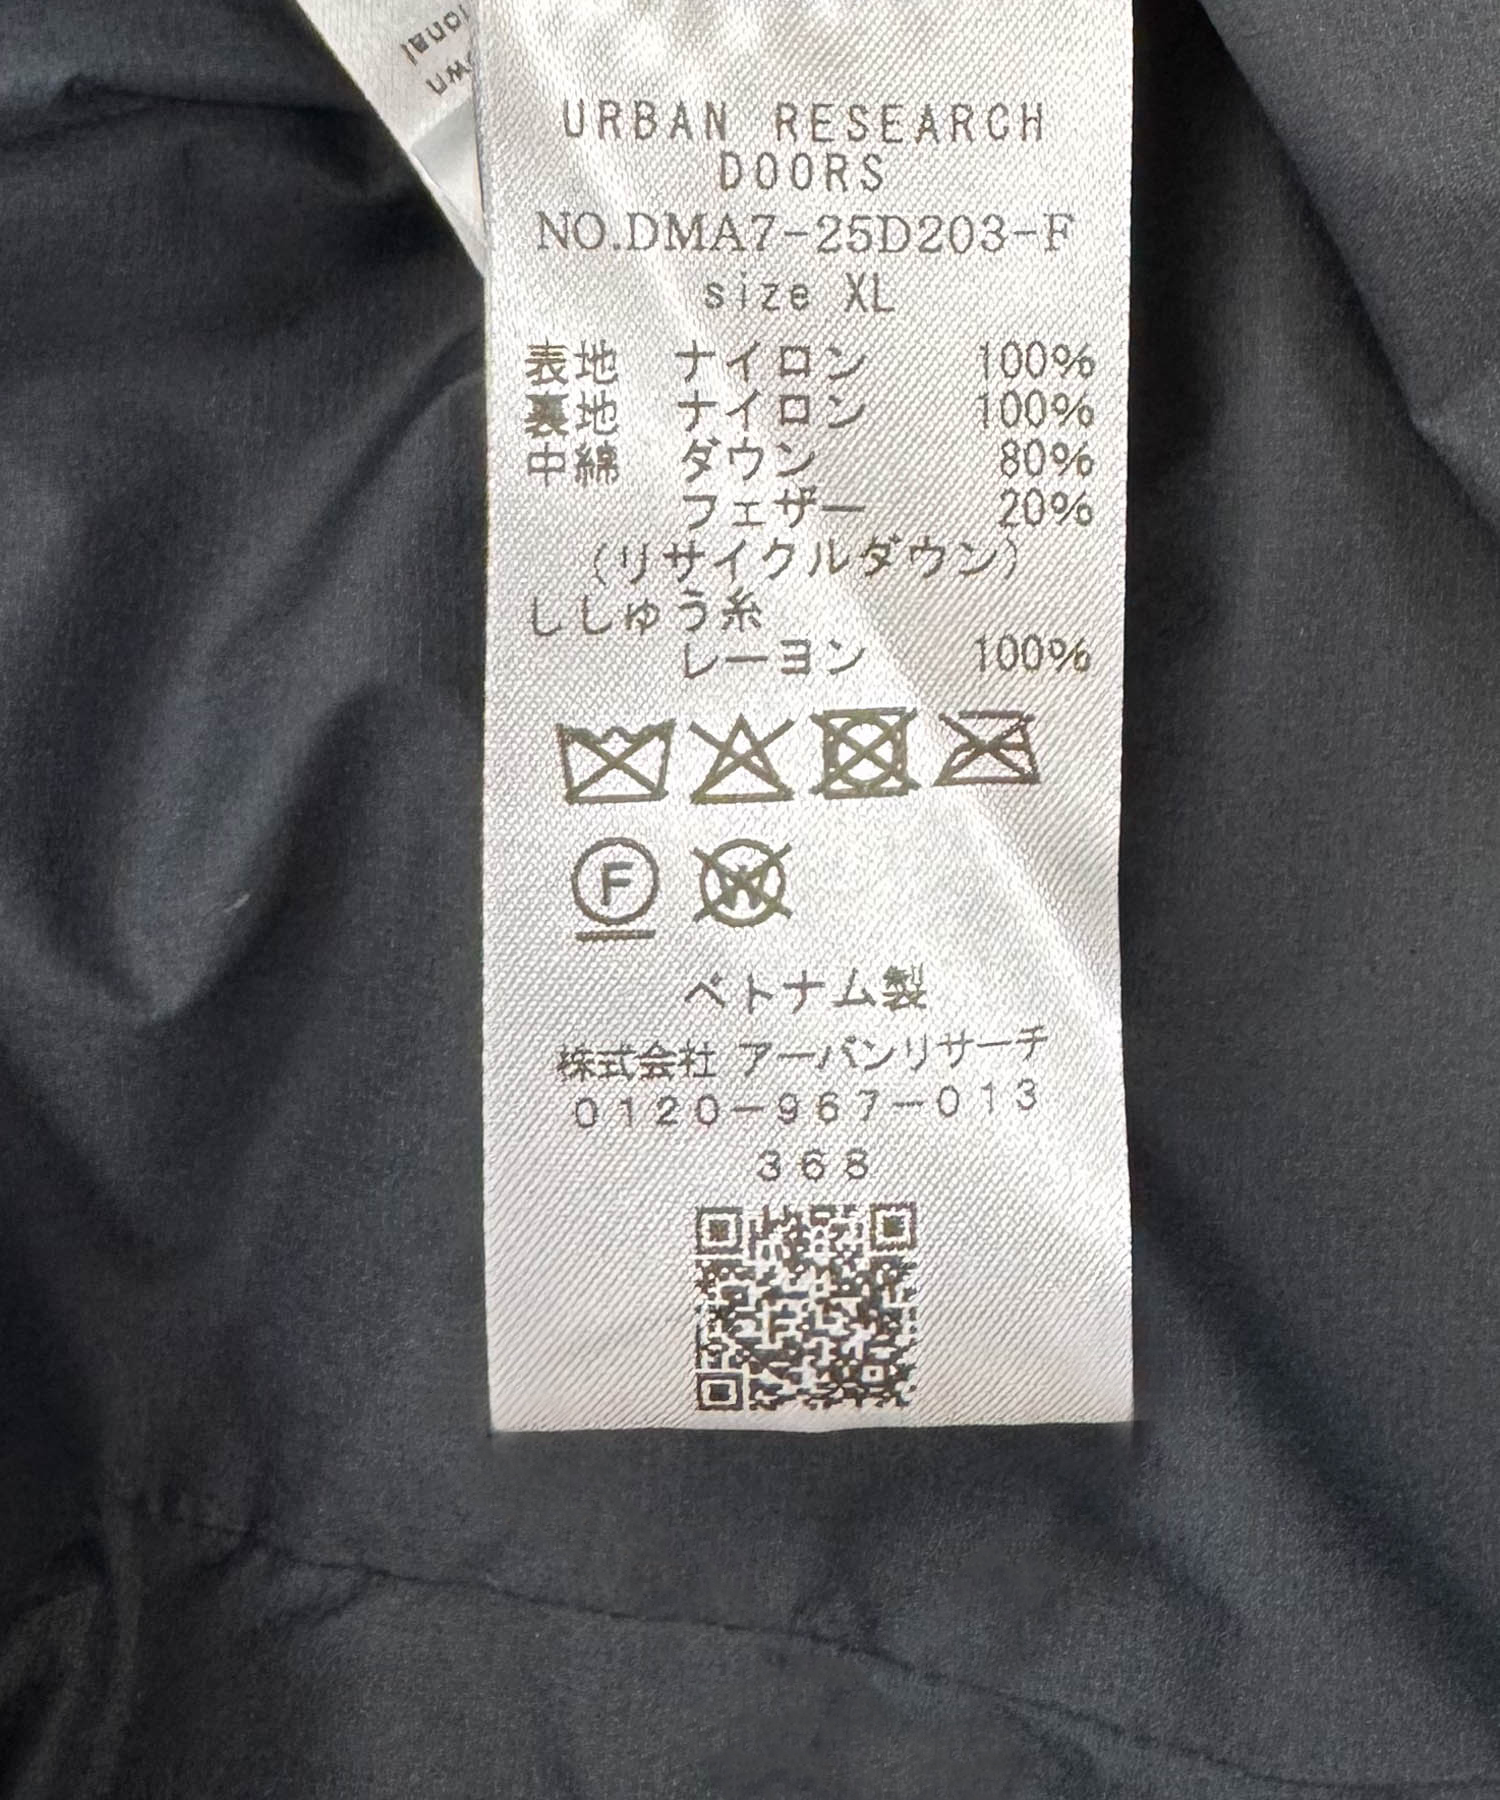 URBAN RESEARCH
DOORS
NO.DMA7-25D203-F
size XL
表地 ナイロン 100%
裏地 ナイロン 100%
中綿 ダウン 80%
フェザー 20%
(リサイクルダウン)
ししゅう糸
レーヨン 100%
F
W
ベトナム製
株式会社 アーバンリサーチ
0120-967-013
368